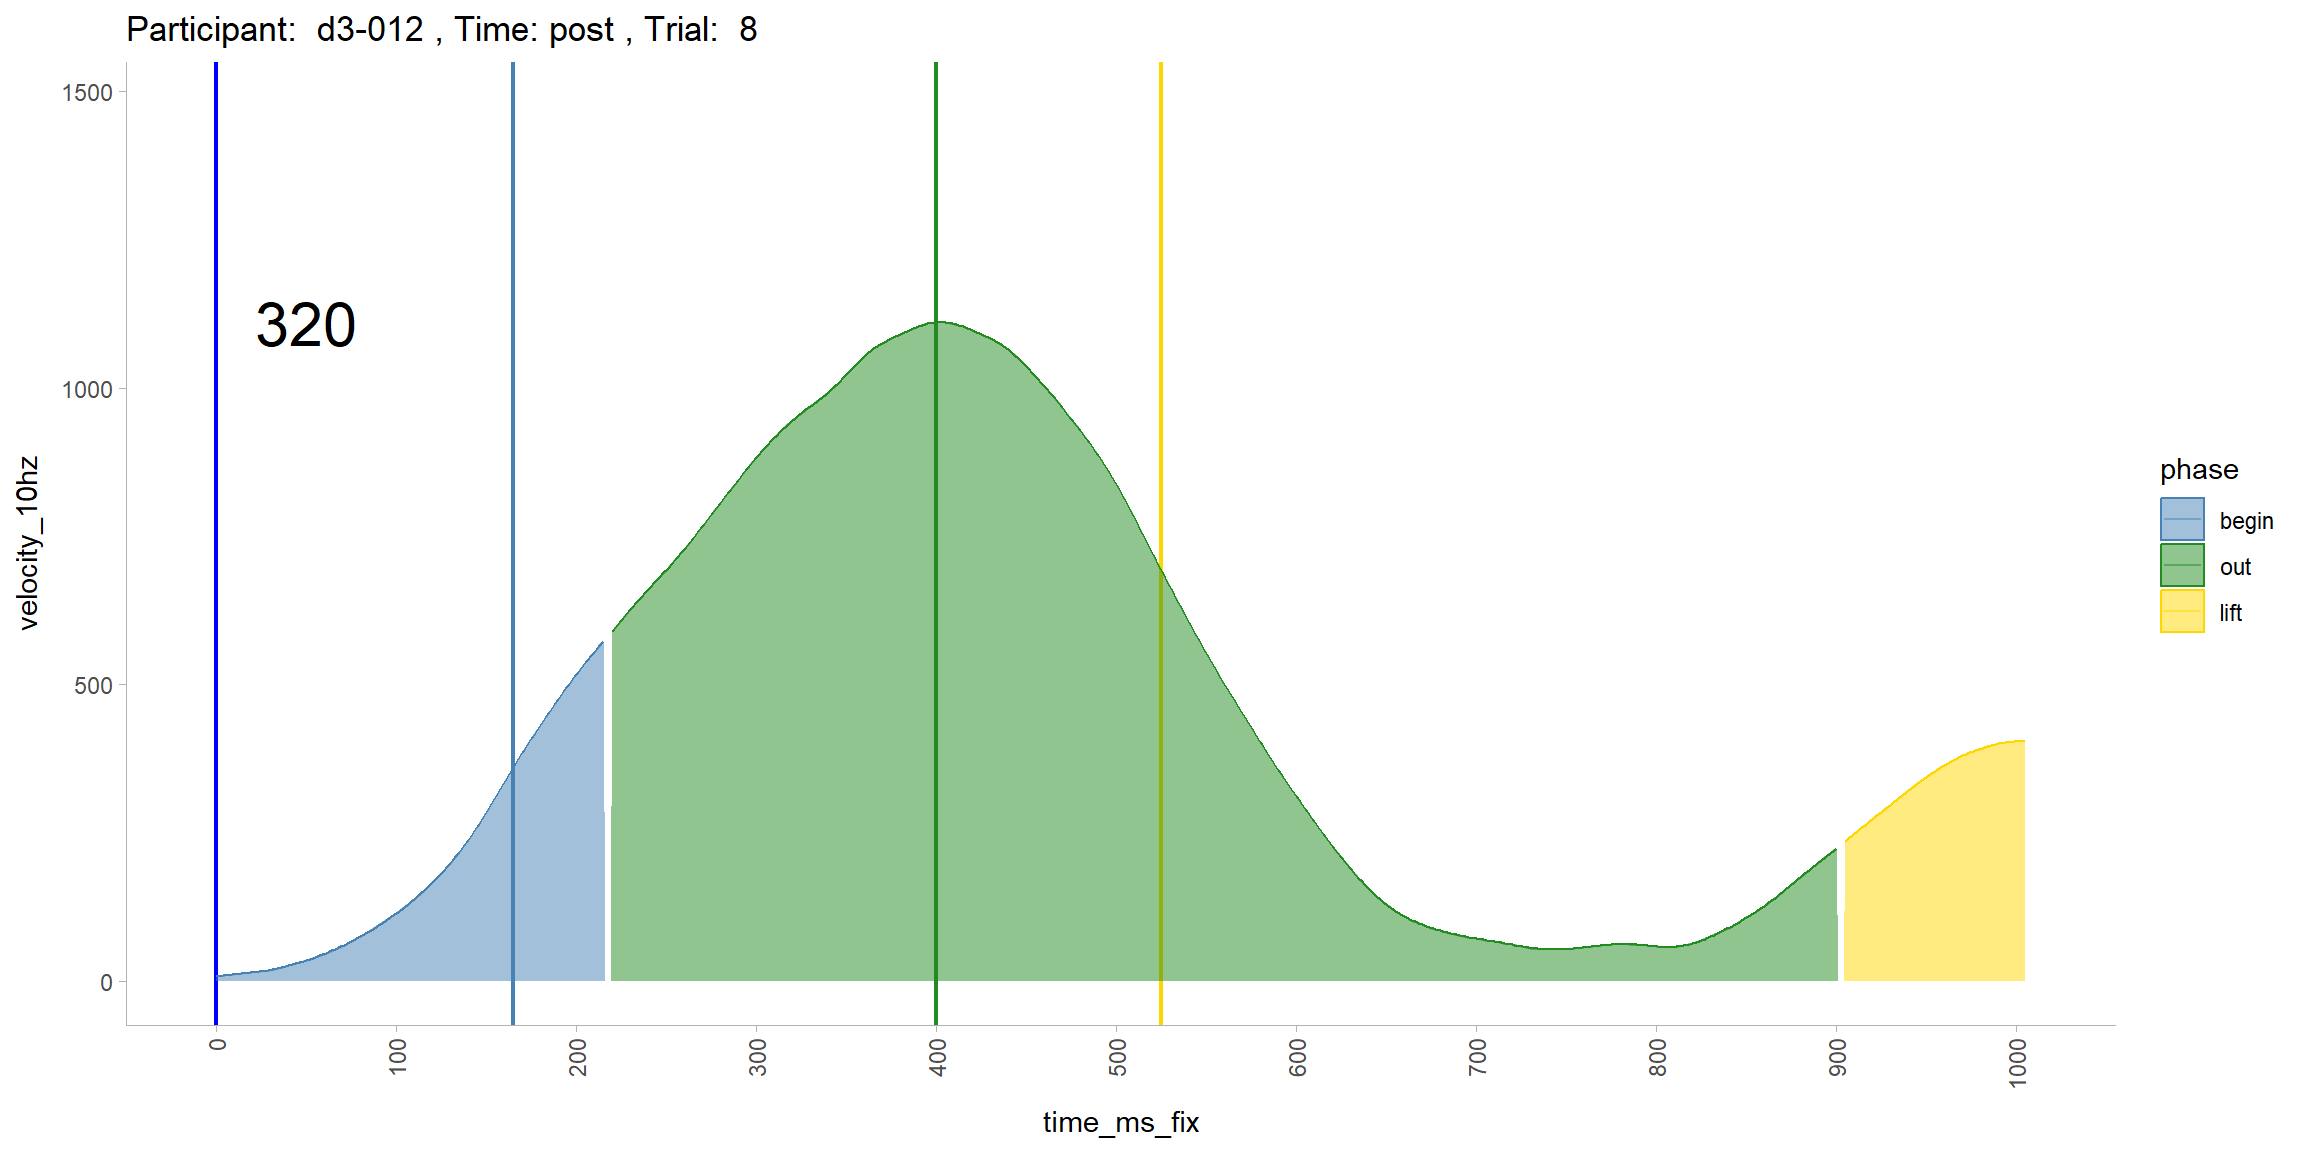 Participant:  d3-012 , Time: post , Trial:  8
1500
1000
500
0
velocity_10hz
320
0 100 200 300 400 500 600 700 800 900 1000
time_ms_fix
phase
begin
out
lift